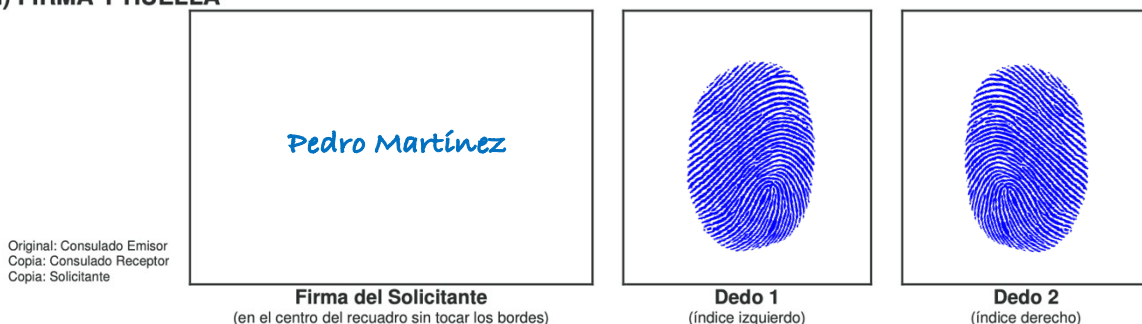 FIRMA Y HUELLA
Pedro Martínez
Original: Consulado Emisor
Copia: Consulado Receptor
Copia: Solicitante
Firma del Solicitante
(en el centro del recuadro sin tocar los bordes)
Dedo 1
(índice izquierdo)
Dedo 2
(índice derecho)